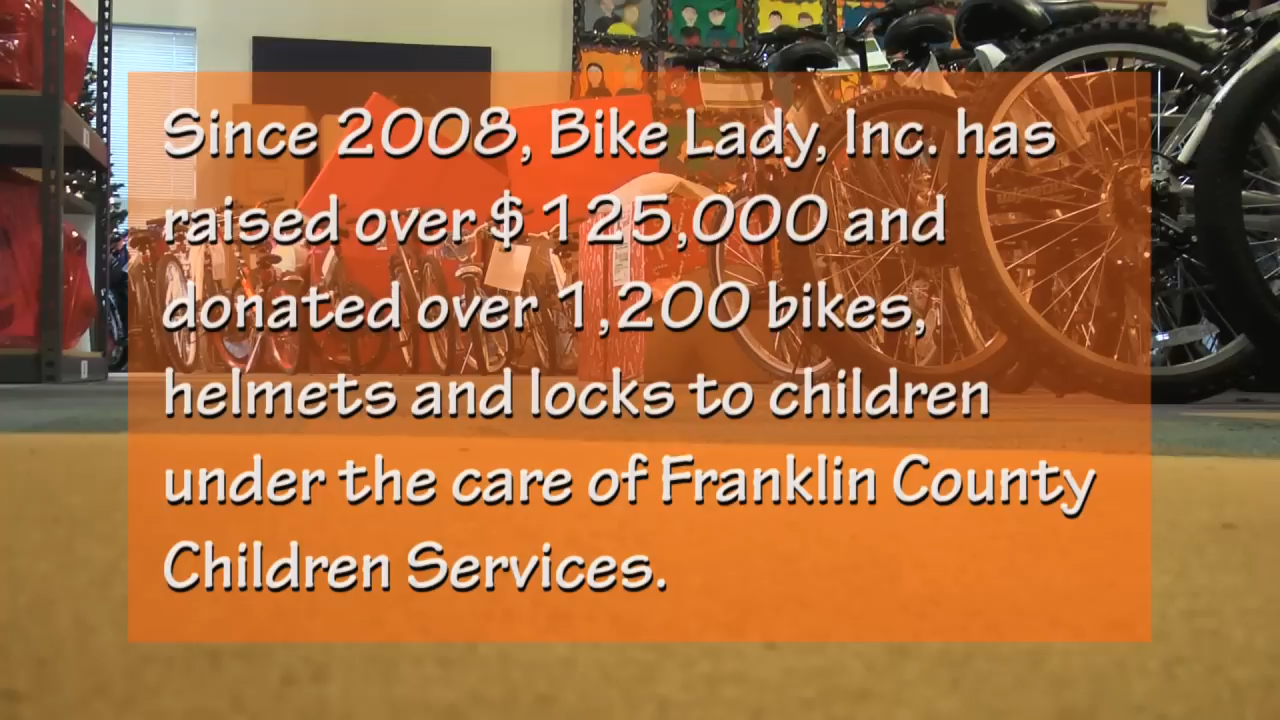 Since 2008, Bike Lady, Inc. has
raised over $125,000 and
donated over 1,200 bikes,
helmets and locks to children
under the care of Franklin County
Children Services.